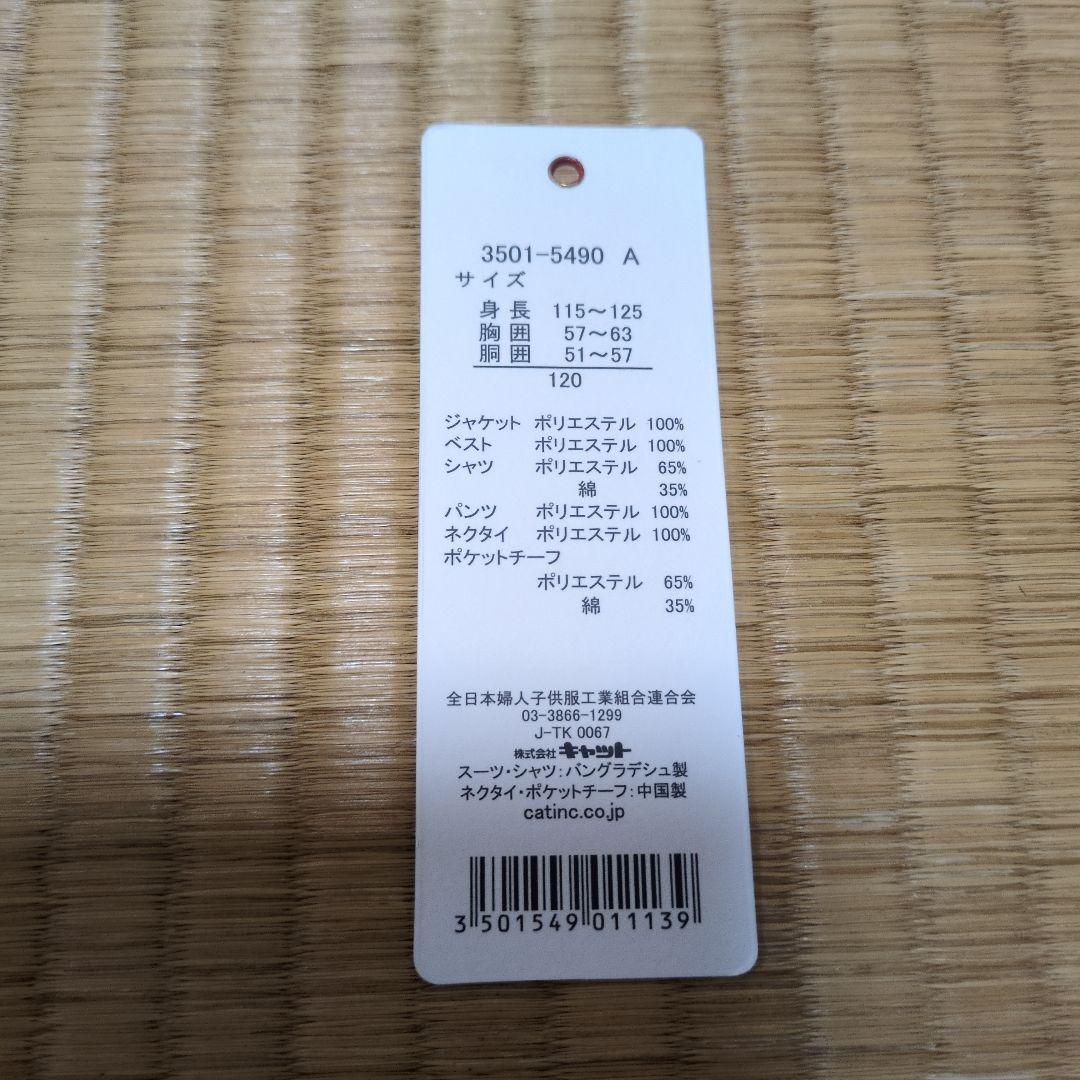 3501-5490 A
サイズ
身長 115～125
胸囲 57～63
胴囲 51～57
120
ジャケット ポリエステル 100%
ベスト ポリエステル 100%
シャツ ポリエステル 65%
綿 35%
パンツ ポリエステル 100%
ネクタイ ポリエステル 100%
ポケットチーフ
ポリエステル 65%
綿 35%
全日本婦人子供服工業組合連合会
03-3866-1299
J-TK 0067
株式会社 キャット
スーツ・シャツ：バングラデシュ製
ネクタイ・ポケットチーフ：中国製
catinc.co.jp
3 501549 011139